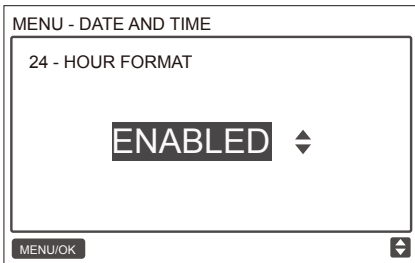 MENU - DATE AND TIME
24 - HOUR FORMAT
ENABLED
MENU/OK